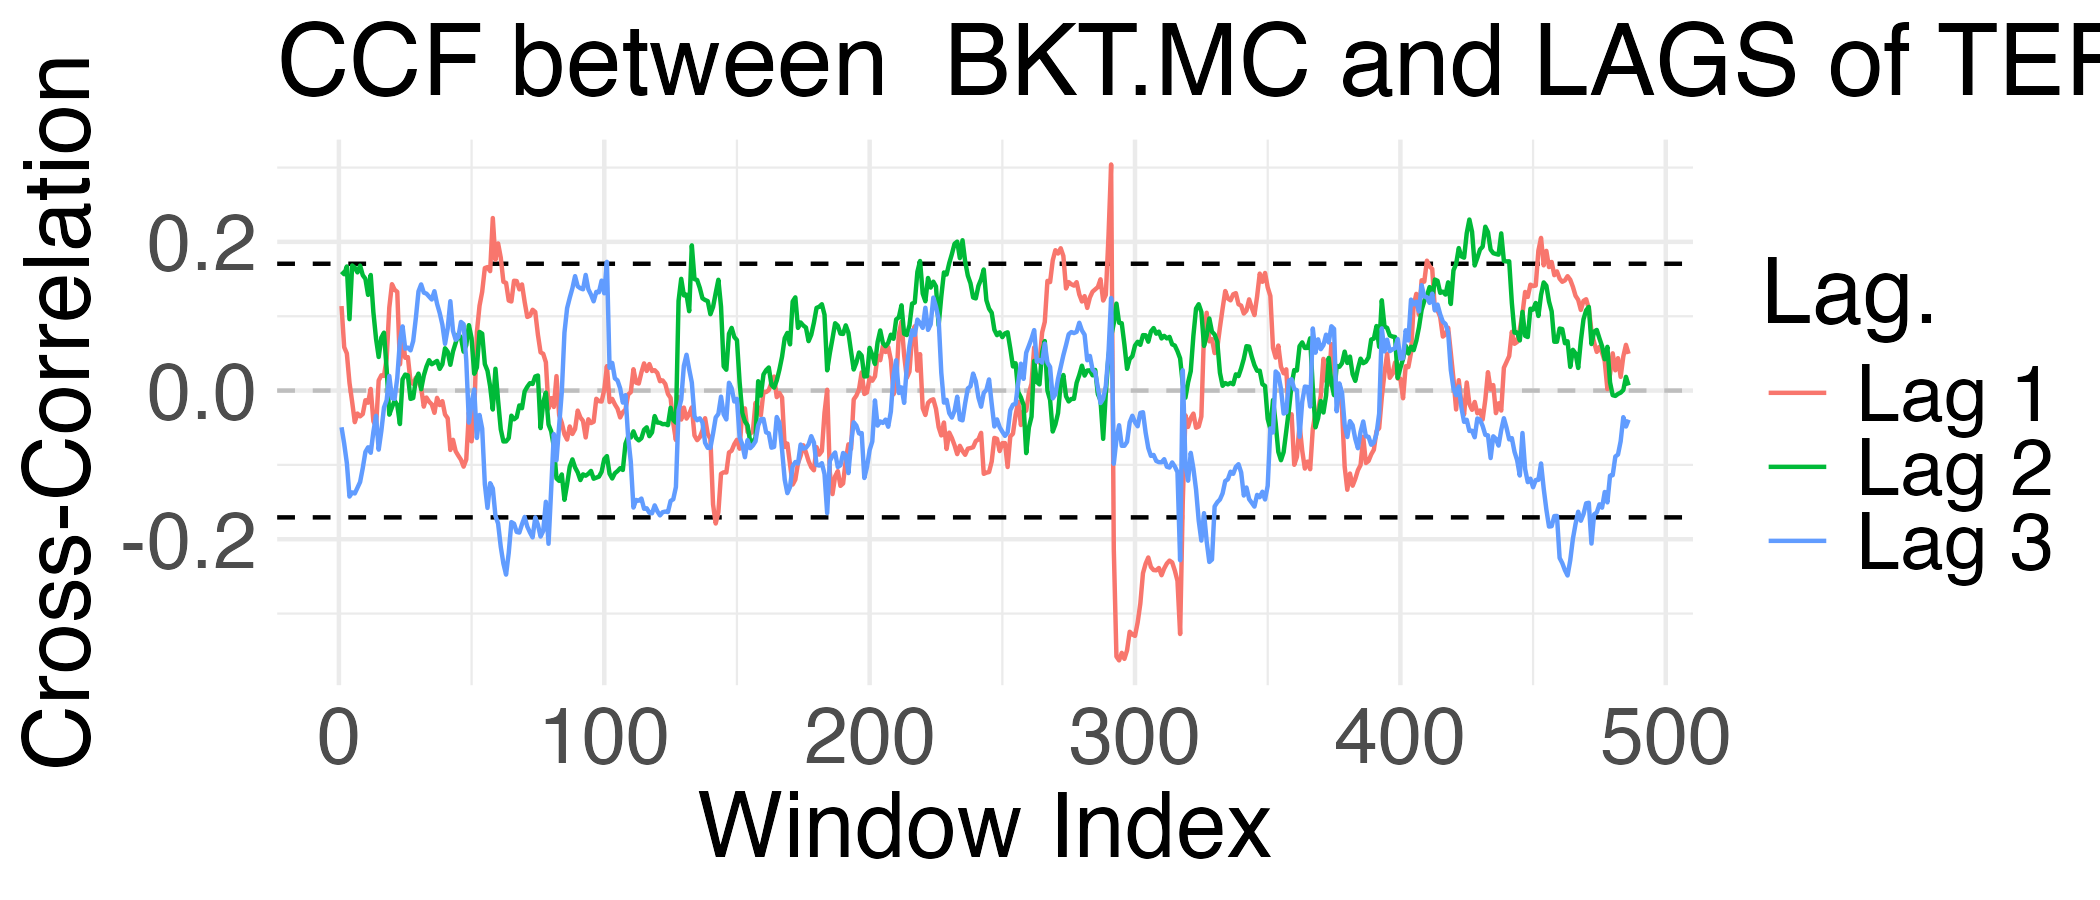 CCF between  BKT.MC and LAGS of TEF
Cross-Correlation
0.2
0.0
-0.2
0 100 200 300 400 500
Window Index
Lag.
Lag 1
Lag 2
Lag 3